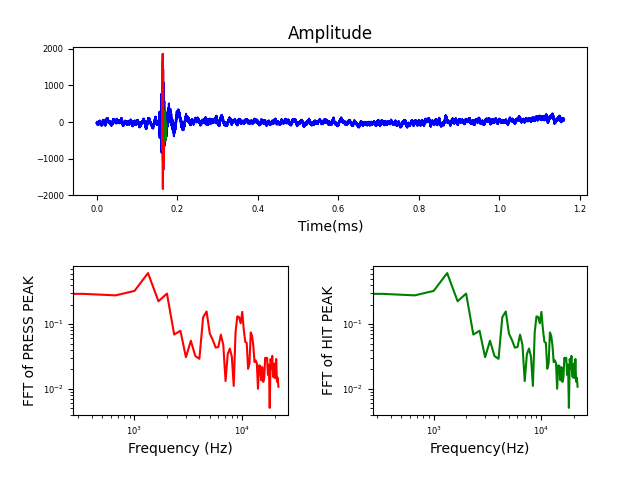 Amplitude
2000
1000
0
−1000
−2000
0.0 0.2 0.4 0.6 0.8 1.0 1.2
Time(ms)
FFT of PRESS PEAK
10⁻¹
10⁻²
10³ 10⁴
Frequency (Hz)
FFT of HIT PEAK
10⁻¹
10⁻²
10³ 10⁴
Frequency(Hz)